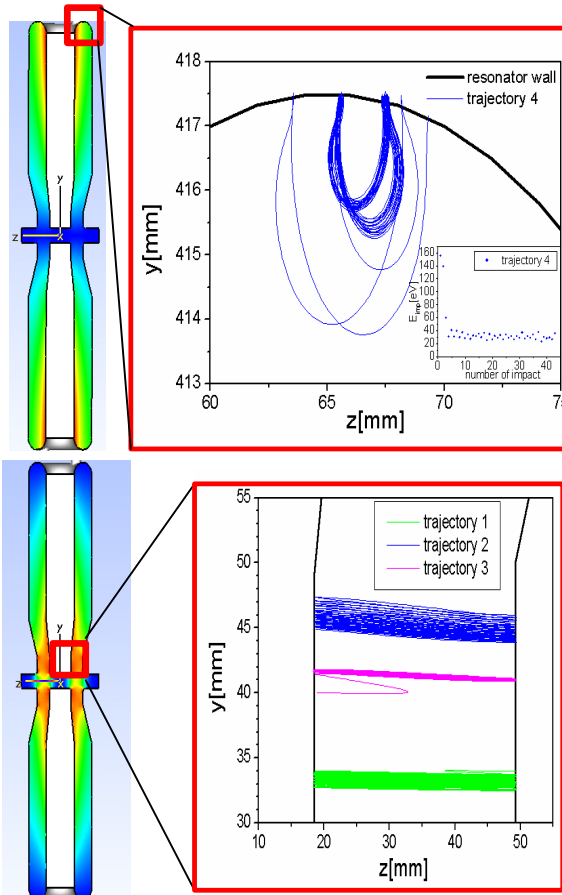 y
z
x
418
417
416
415
414
413
y[mm]
60
65
70
75
z[mm]
resonator wall
trajectory 4
160
140
120
100
80
60
40
20
0
E_imp[eV]
trajectory 4
0 10 20 30 40
number of impact
y
z
x
55
50
45
40
35
30
y[mm]
10 20 30 40 50
z[mm]
trajectory 1
trajectory 2
trajectory 3